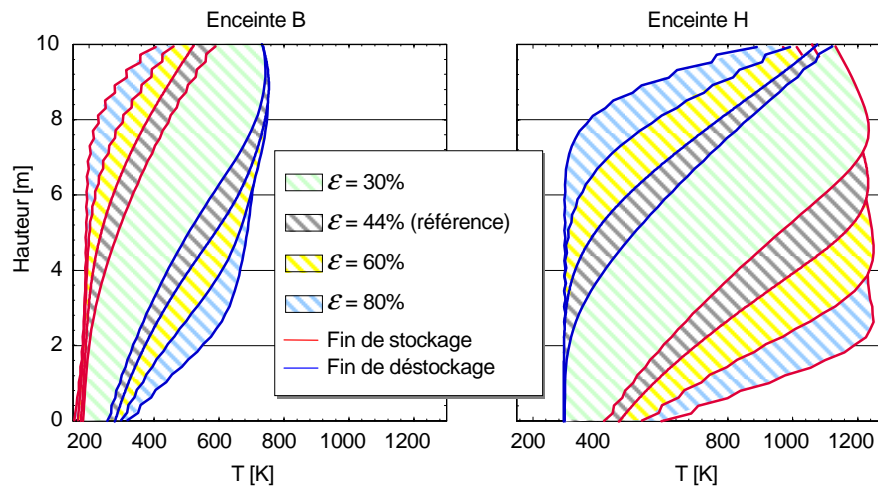 Enceinte B
Enceinte H
Hauteur [m]
10
8
6
4
2
0
200 400 600 800 1000 1200
T [K]
200 400 800 1000 1200
T [K]
ℰ = 30%
ℰ = 44% (référence)
ℰ = 60%
ℰ = 80%
Fin de stockage
Fin de déstockage